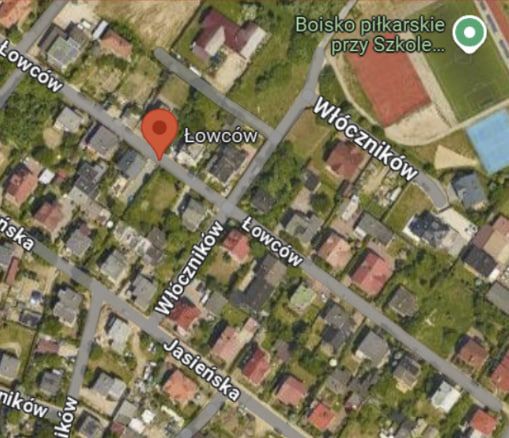 Boisko piłkarskie
przy Szkole...
Łowców
Włóczników
Łowców
Łowców
Włóczników
Jasieńska